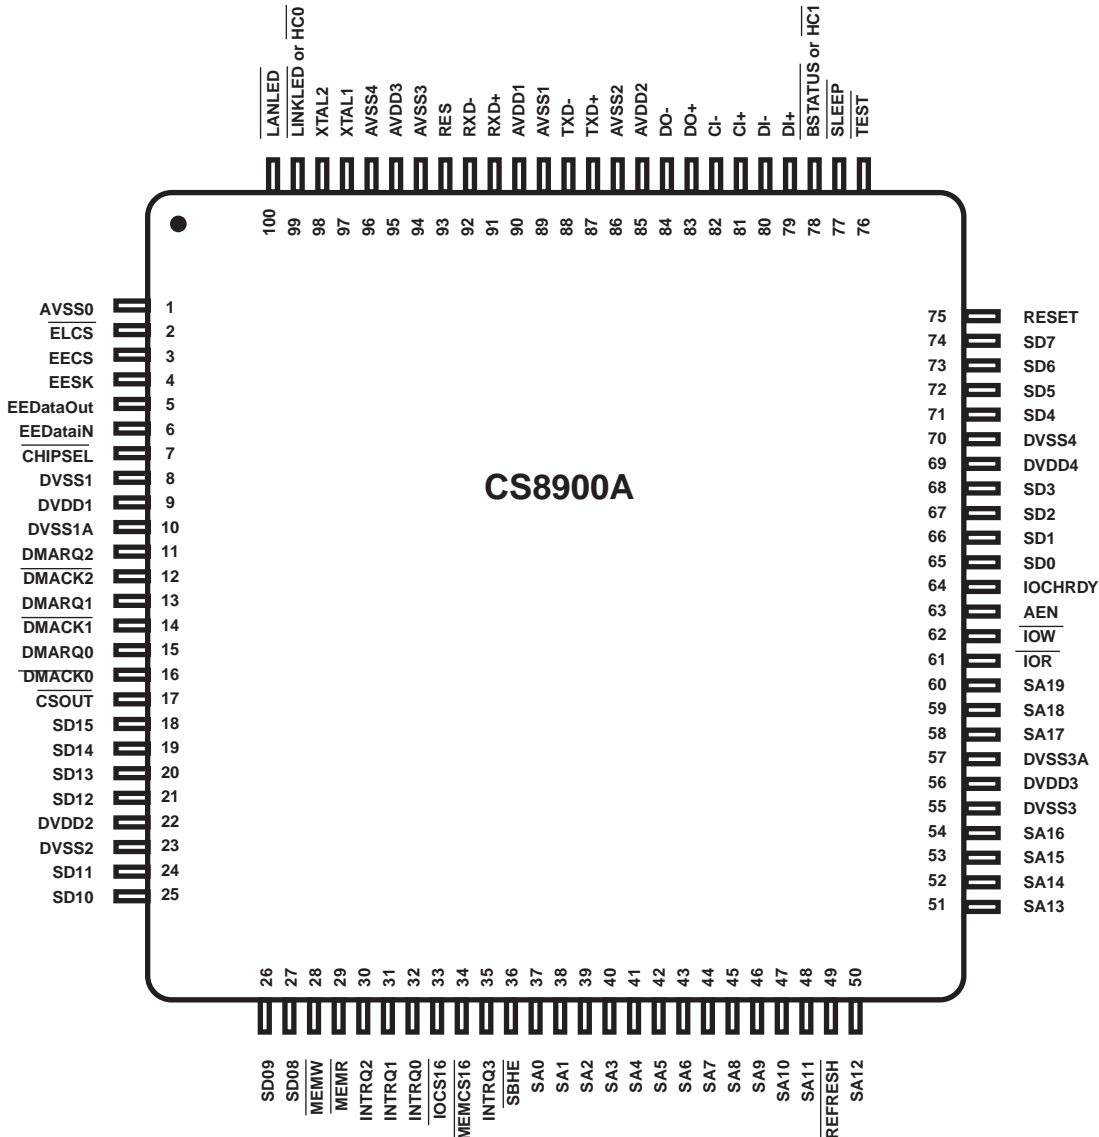 LANLED
LINKLED or HC0
XTAL2
XTAL1
AVSS4
AVDD3
AVSS3
RES
RXD-
RXD+
AVDD1
AVSS1
TXD-
TXD+
AVSS2
AVDD2
DO-
DO+
CI-
CI+
DI-
DI+
BSTATUS or HC1
SLEEP
TEST
100
99
98
97
96
95
94
93
92
91
90
89
88
87
86
85
84
83
82
81
80
79
78
77
76
AVSS0 1
ELCS 2
EECS 3
EESK 4
EEDataOut 5
EEDataiN 6
CHIPSEL 7
DVSS1 8
DVDD1 9
DVSS1A 10
DMARQ2 11
DMACK2 12
DMARQ1 13
DMACK1 14
DMARQ0 15
DMACK0 16
CSOUT 17
SD15 18
SD14 19
SD13 20
SD12 21
DVDD2 22
DVSS2 23
SD11 24
SD10 25
CS8900A
75 RESET
74 SD7
73 SD6
72 SD5
71 SD4
70 DVSS4
69 DVDD4
68 SD3
67 SD2
66 SD1
65 SD0
64 IOCHRDY
63 AEN
62 IOW
61 IOR
60 SA19
59 SA18
58 SA17
57 DVSS3A
56 DVDD3
55 DVSS3
54 SA16
53 SA15
52 SA14
51 SA13
26
27
28
29
30
31
32
33
34
35
36
37
38
39
40
41
42
43
44
45
46
47
48
49
50
SD09
SD08
MEMW
MEMR
INTRQ2
INTRQ1
INTRQ0
IOCS16
MEMCS16
INTRQ3
SBHE
SA0
SA1
SA2
SA3
SA4
SA5
SA6
SA7
SA8
SA9
SA10
SA11
REFRESH
SA12